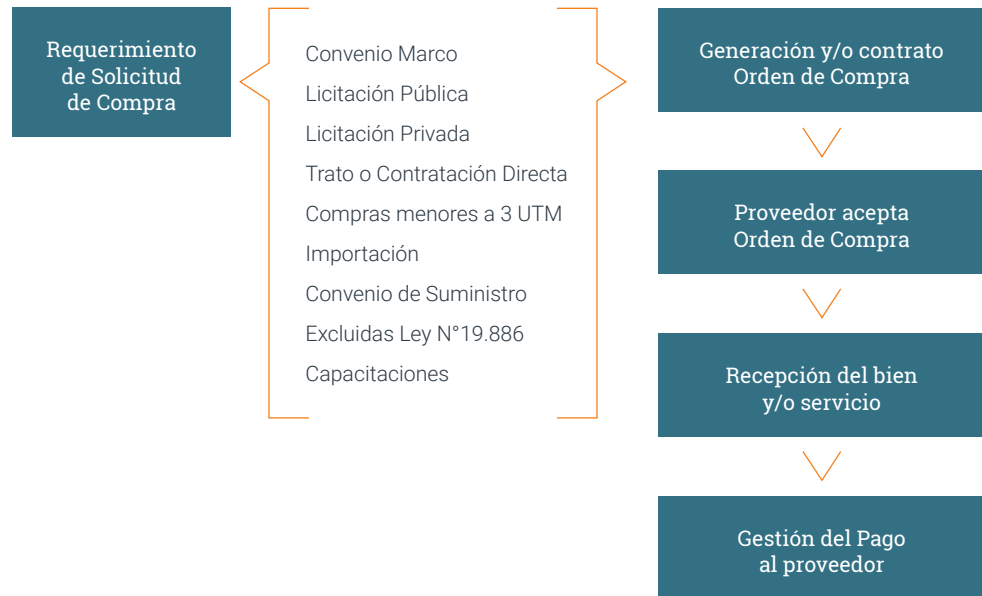 Requerimiento
de Solicitud
de Compra
Convenio Marco
Licitación Pública
Licitación Privada
Trato o Contratación Directa
Compras menores a 3 UTM
Importación
Convenio de Suministro
Excluidas Ley N°19.886
Capacitaciones
Generación y/o contrato
Orden de Compra
Proveedor acepta
Orden de Compra
Recepción del bien
y/o servicio
Gestión del Pago
al proveedor